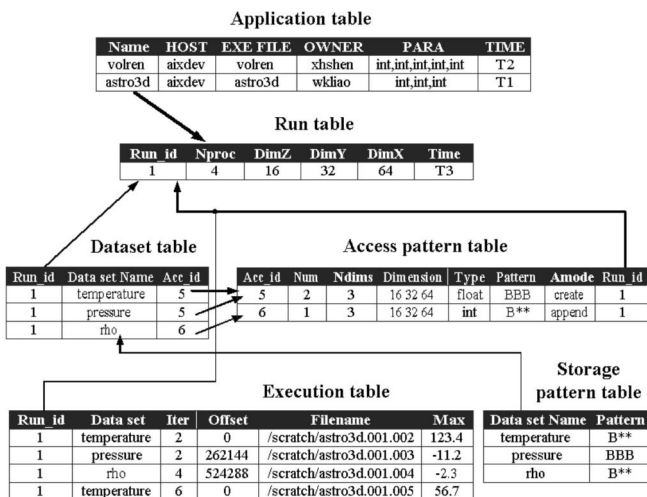 Application table
Name HOST EXE FILE OWNER PARA TIME
volren aixdev volren xhshen int,int,int,int,int T2
astro3d aixdev astro3d wkliao int,int,int T1
Run table
Run_id Nproc DimZ DimY DimX Time
1 4 16 32 64 T3
Dataset table
Run_id Data set Name Acc_id
1 temperature 5
1 pressure 5
1 rho 6
Access pattern table
Acc_id Num Ndims Dimension Type Pattern Amode Run_id
5 2 3 16 32 64 float BBB create 1
6 1 3 16 32 64 int B** append 1
Execution table
Run_id Data set Iter Offset Filename Max
1 temperature 2 0 /scratch/astro3d.001.002 123.4
1 pressure 2 262144 /scratch/astro3d.001.003 -11.2
1 rho 4 524288 /scratch/astro3d.001.004 -2.3
1 temperature 6 0 /scratch/astro3d.001.005 56.7
Storage
pattern table
Data set Name Pattern
temperature B**
pressure BBB
rho B**